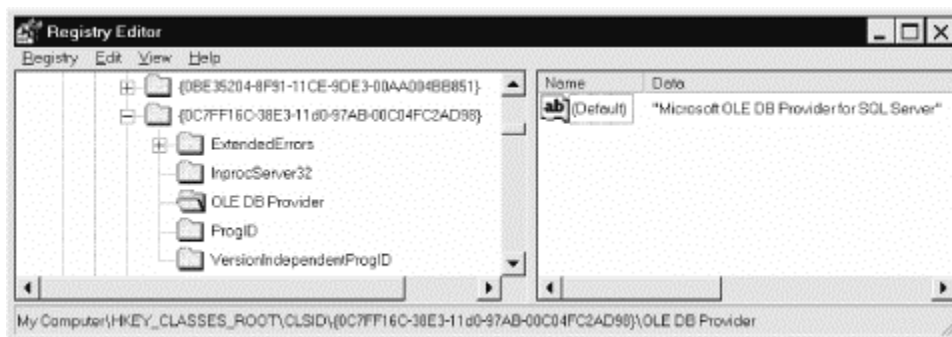 Registry Editor
Registry Edit View Help
{0BE35204-8F91-11CE-9DE3-00AA004BB851}
{0C7FF16C-38E3-11d0-97AB-00C04FC2AD98}
ExtendedErrors
InprocServer32
OLE DB Provider
ProgID
VersionIndependentProgID
Name Data
ab (Default) "Microsoft OLE DB Provider for SQL Server"
My Computer\HKEY_CLASSES_ROOT\CLSID\{0C7FF16C-38E3-11d0-97AB-00C04FC2AD98}\OLE DB Provider